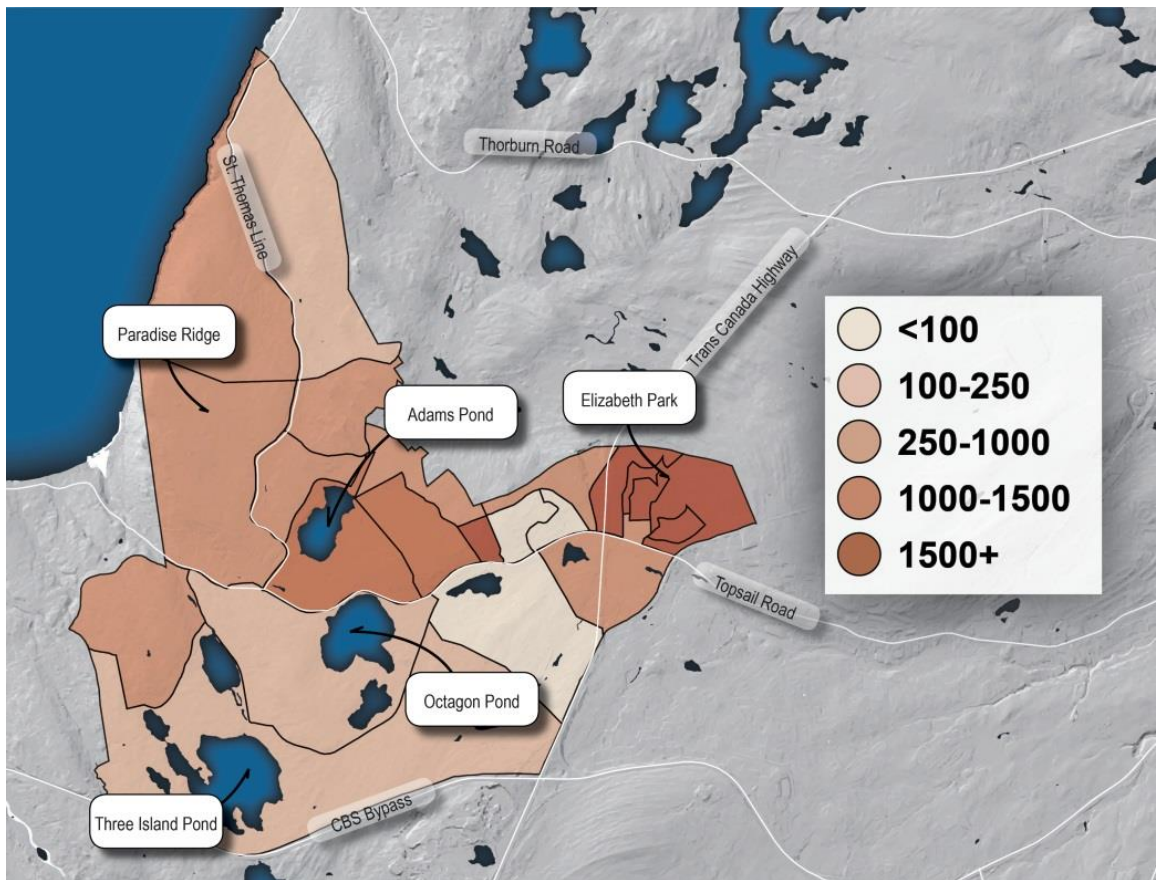 Thorburn Road
St. Thomas Line
Trans Canada Highway
Paradise Ridge
<100
100-250
250-1000
1000-1500
1500+
Adams Pond
Elizabeth Park
Topsail Road
Octagon Pond
Three Island Pond
CBS Bypass